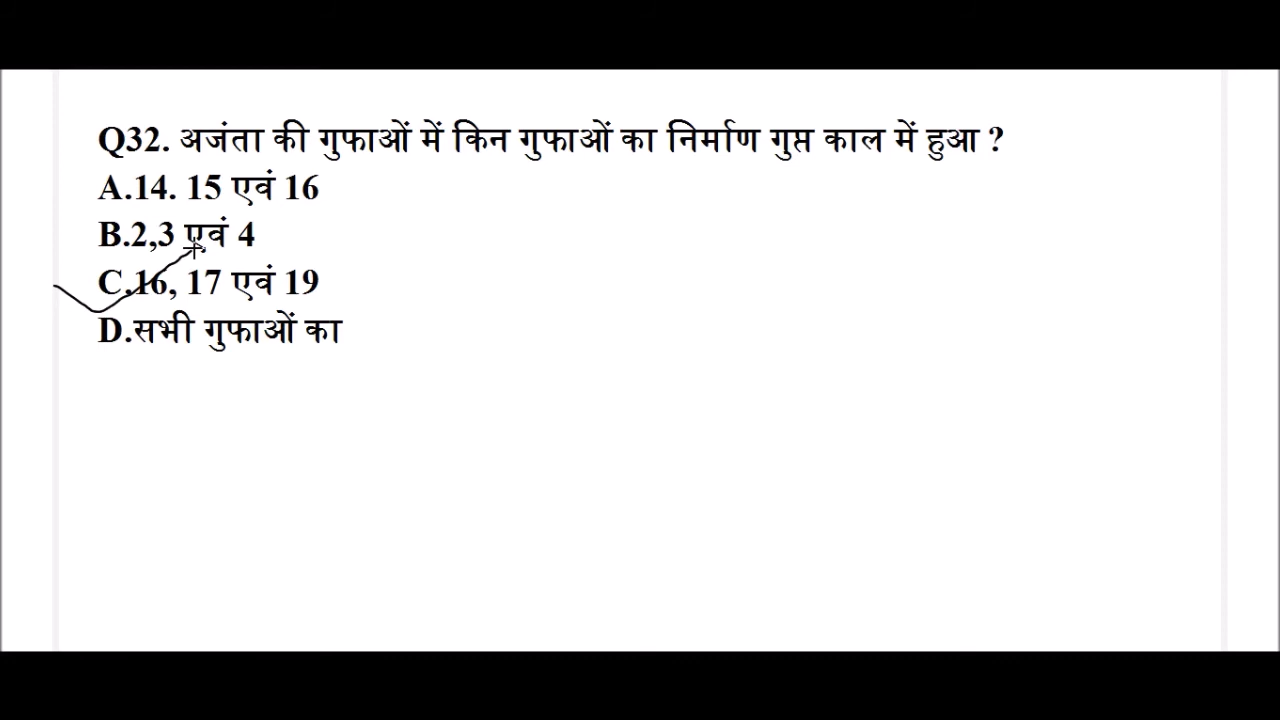 Q32. अजंता की गुफाओं में किन गुफाओं का निर्माण गुप्त काल में हुआ ?
A.14. 15 एवं 16
B.2,3 एवं 4
C.16, 17 एवं 19
D.सभी गुफाओं का